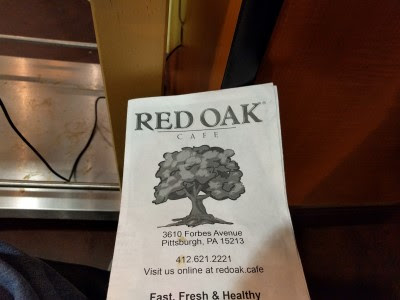 RED OAK®
CAFE
3610 Forbes Avenue
Pittsburgh, PA 15213
412.621.2221
Visit us online at redoak.cafe
Fast, Fresh & Healthy